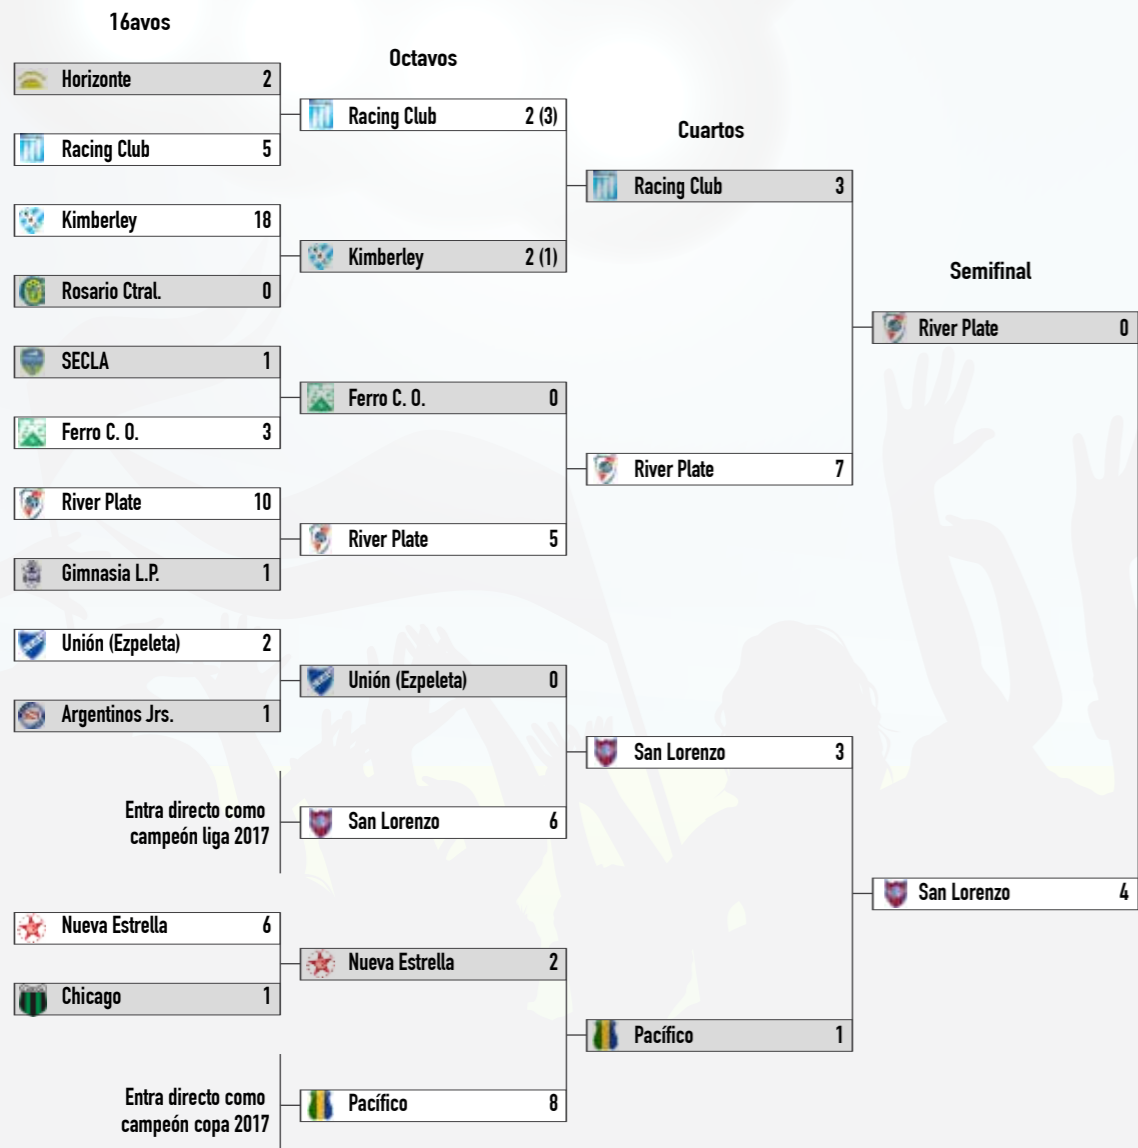 16avos
Horizonte 2
Racing Club 5
Kimberley 18
Rosario Ctral. 0
SECLA 1
Ferro C. O. 3
River Plate 10
Gimnasia L.P. 1
Unión (Ezpeleta) 2
Argentinos Jrs. 1
Entra directo como
campeón liga 2017
Nueva Estrella 6
Chicago 1
Entra directo como
campeón copa 2017
Octavos
Racing Club 2 (3)
Kimberley 2 (1)
Ferro C. O. 0
River Plate 5
Unión (Ezpeleta) 0
San Lorenzo 6
Nueva Estrella 2
Pacífico 8
Cuartos
Racing Club 3
River Plate 7
San Lorenzo 3
Pacífico 1
Semifinal
River Plate 0
San Lorenzo 4